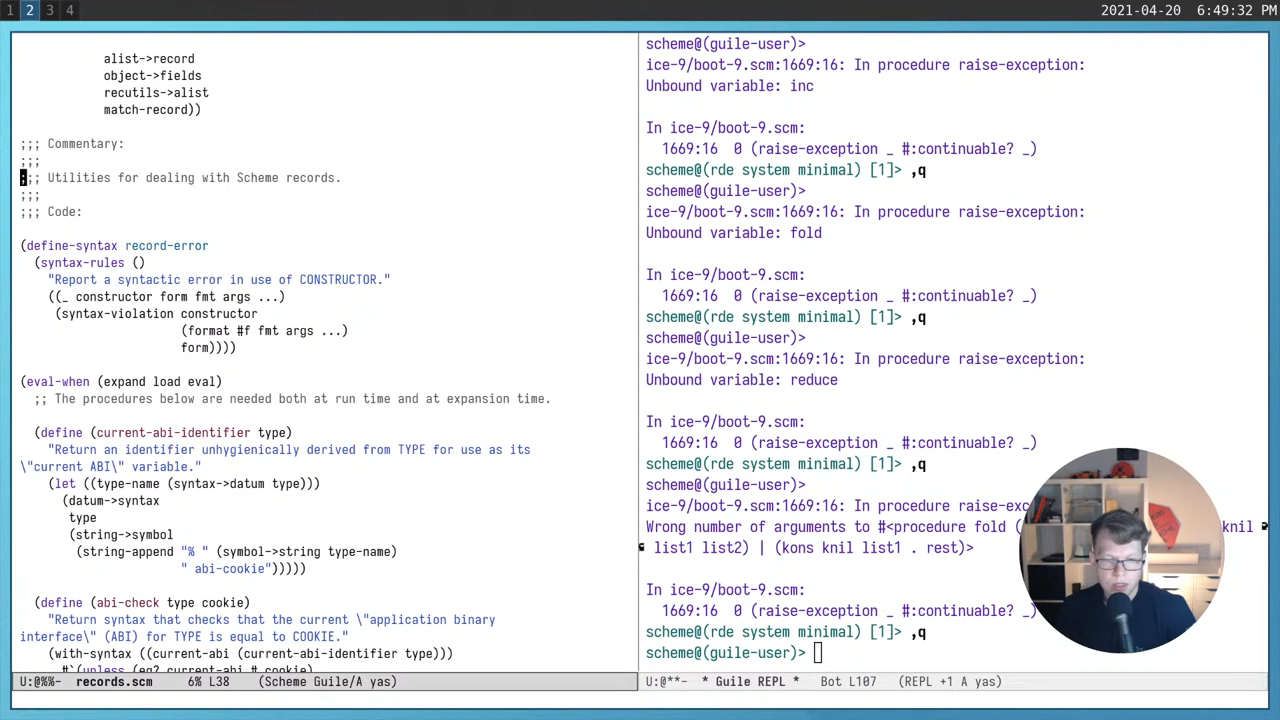 1 2 3 4
2021-04-20 6:49:32 PM
alist->record
object->fields
recutils->alist
match-record))
;;; Commentary:
;;;
;;; Utilities for dealing with Scheme records.
;;;
;;; Code:
(define-syntax record-error
(syntax-rules ()
"Report a syntactic error in use of CONSTRUCTOR."
((_ constructor form fmt args ...)
(syntax-violation constructor
(format #f fmt args ...)
form))))
(eval-when (expand load eval)
;; The procedures below are needed both at run time and at expansion time.
(define (current-abi-identifier type)
"Return an identifier unhygienically derived from TYPE for use as its
\"current ABI\" variable."
(let ((type-name (syntax->datum type)))
(datum->syntax
type
(string->symbol
(string-append "% " (symbol->string type-name)
" abi-cookie")))))
(define (abi-check type cookie)
"Return syntax that checks that the current \"application binary
interface\" (ABI) for TYPE is equal to COOKIE."
(with-syntax ((current-abi (current-abi-identifier type)))
#`(unless (eq? current-abi #,cookie)
U:@%%- records.scm 6% L38 (Scheme Guile/A yas)
scheme@(guile-user)>
ice-9/boot-9.scm:1669:16: In procedure raise-exception:
Unbound variable: inc
In ice-9/boot-9.scm:
1669:16 0 (raise-exception _ #:continuable? _)
scheme@(rde system minimal) [1]> ,q
scheme@(guile-user)>
ice-9/boot-9.scm:1669:16: In procedure raise-exception:
Unbound variable: fold
In ice-9/boot-9.scm:
1669:16 0 (raise-exception _ #:continuable? _)
scheme@(rde system minimal) [1]> ,q
scheme@(guile-user)>
ice-9/boot-9.scm:1669:16: In procedure raise-exception:
Unbound variable: reduce
In ice-9/boot-9.scm:
1669:16 0 (raise-exception _ #:continuable? _)
scheme@(rde system minimal) [1]> ,q
scheme@(guile-user)>
ice-9/boot-9.scm:1669:16: In procedure raise-exc
Wrong number of arguments to #<procedure fold ( knil
list1 list2) | (kons knil list1 . rest)>
In ice-9/boot-9.scm:
1669:16 0 (raise-exception _ #:continuable? _)
scheme@(rde system minimal) [1]> ,q
scheme@(guile-user)>
U:@**- * Guile REPL * Bot L107 (REPL +1 A yas)